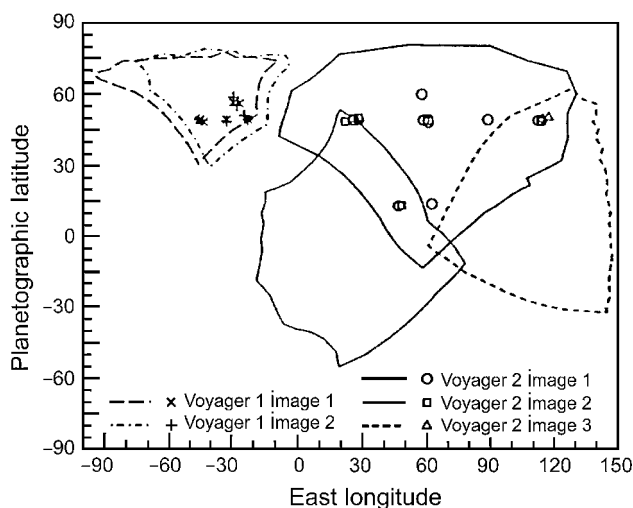 90
60
30
0
−30
−60
−90
Planetographic latitude
Voyager 1 image 1
Voyager 1 image 2
Voyager 2 image 1
Voyager 2 image 2
Voyager 2 image 3
−90 −60 −30 0 30 60 90 120 150
East longitude